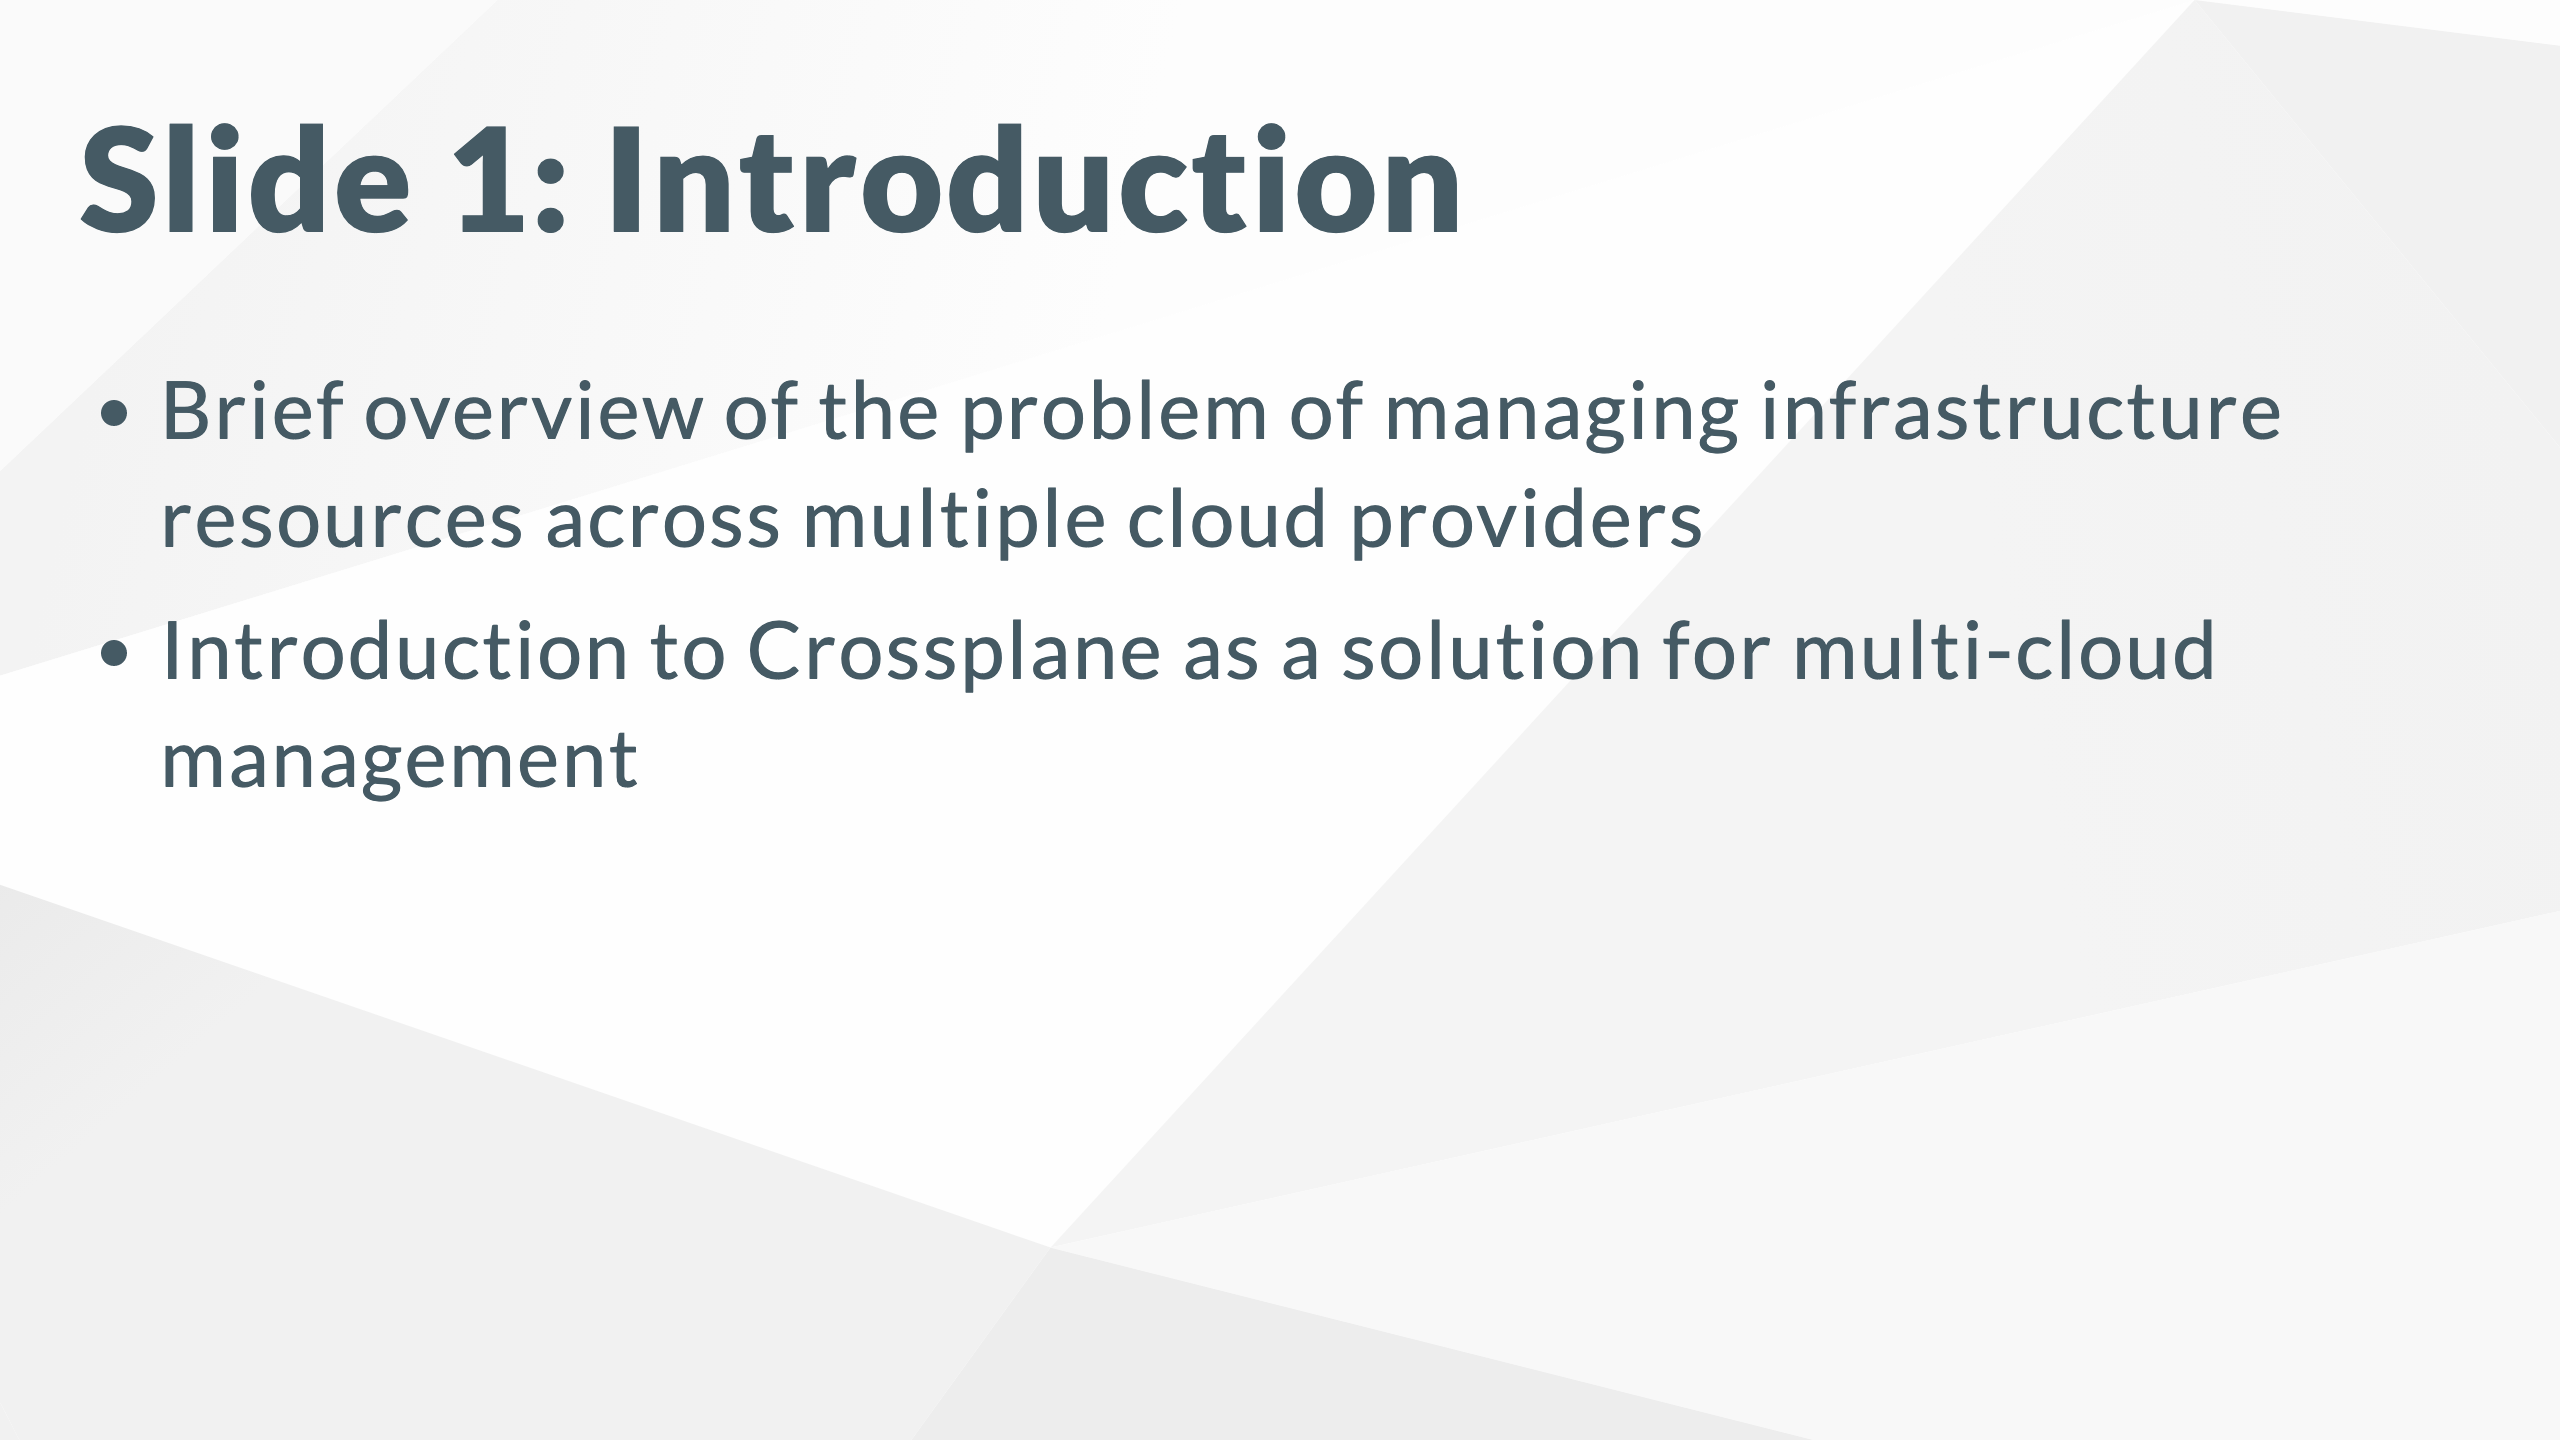 Slide 1: Introduction
• Brief overview of the problem of managing infrastructure
resources across multiple cloud providers
• Introduction to Crossplane as a solution for multi-cloud
management